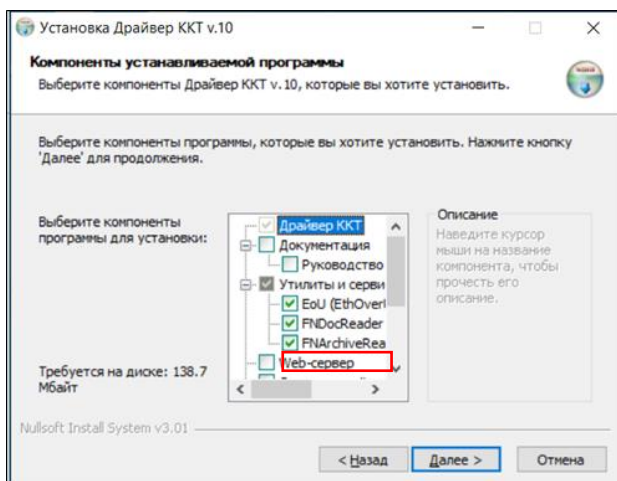 Установка Драйвер ККТ v.10
Компоненты устанавливаемой программы
Выберите компоненты Драйвер ККТ v.10, которые вы хотите установить.
Выберите компоненты программы, которые вы хотите установить. Нажмите кнопку
'Далее' для продолжения.
Выберите компоненты
программы для установки:
Драйвер ККТ
Документация
Руководство
Утилиты и серви
EoU (EthOverl
FNDocReader
FNArchiveRea
Web-сервер
Описание
Наведите курсор
мыши на название
компонента, чтобы
прочесть его
описание.
Требуется на диске: 138.7
Мбайт
Nullsoft Install System v3.01
< Назад
Далее >
Отмена